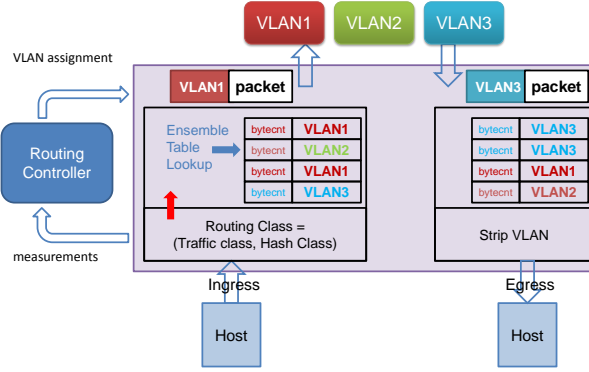 VLAN1 VLAN2 VLAN3
VLAN assignment
VLAN1 packet
VLAN3 packet
Ensemble
Table
Lookup
bytecnt VLAN1
bytecnt VLAN2
bytecnt VLAN1
bytecnt VLAN3
bytecnt VLAN3
bytecnt VLAN3
bytecnt VLAN1
bytecnt VLAN2
Routing
Controller
Routing Class =
(Traffic class, Hash Class)
Strip VLAN
measurements
Ingress
Egress
Host
Host